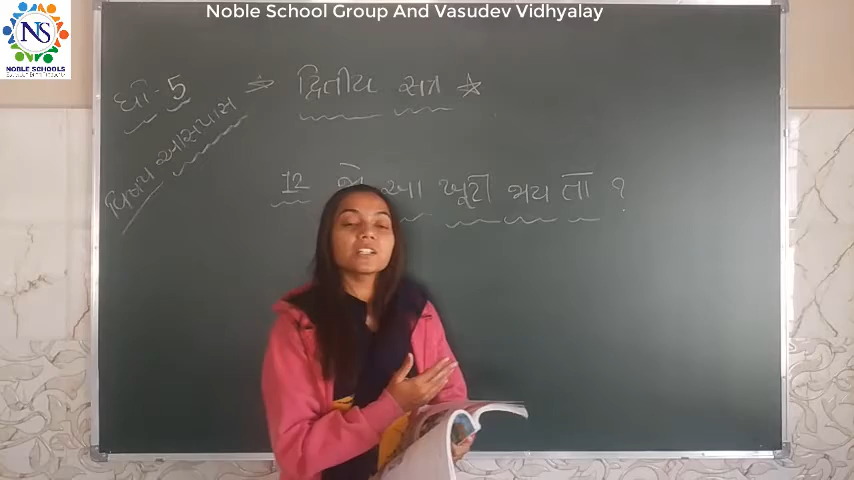 Noble School Group And Vasudev Vidhyalay
NS
NOBLE SCHOOLS
ધો - 5
વિષય આસપાસ
દ્વિતીય સત્ર
12 આ ખૂટી જાય તો ?